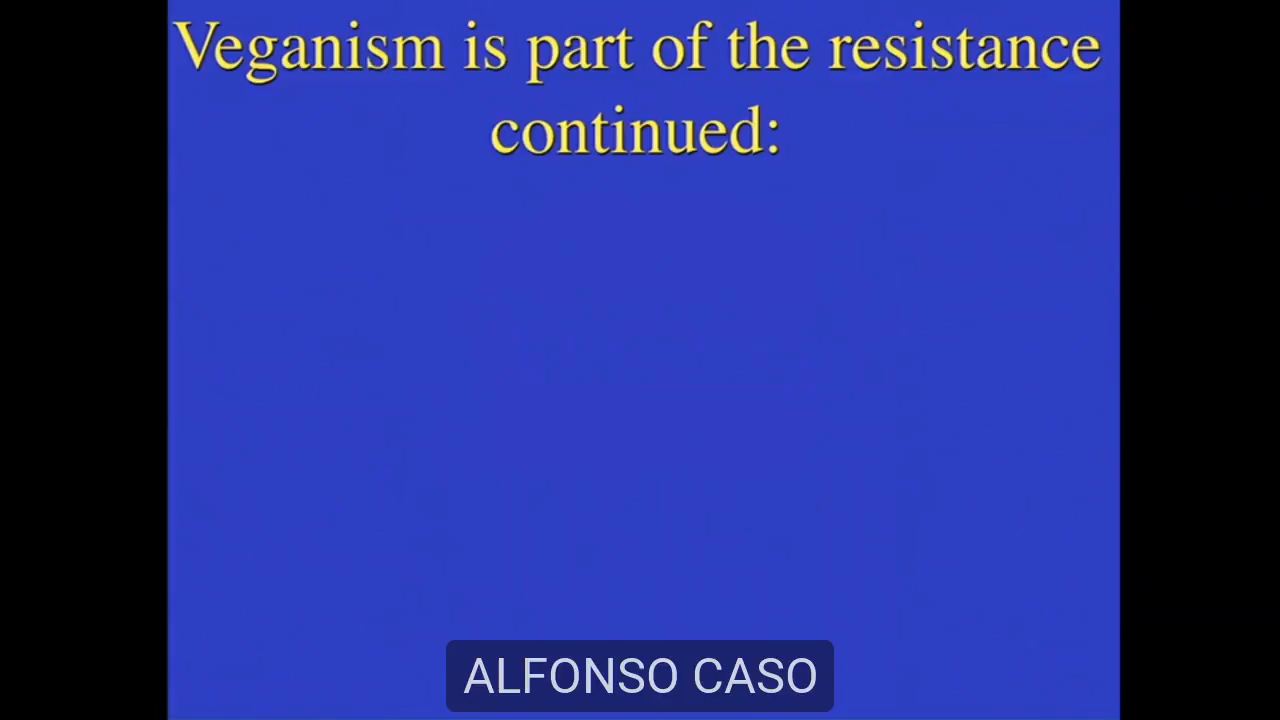 Veganism is part of the resistance
continued:
ALFONSO CASO